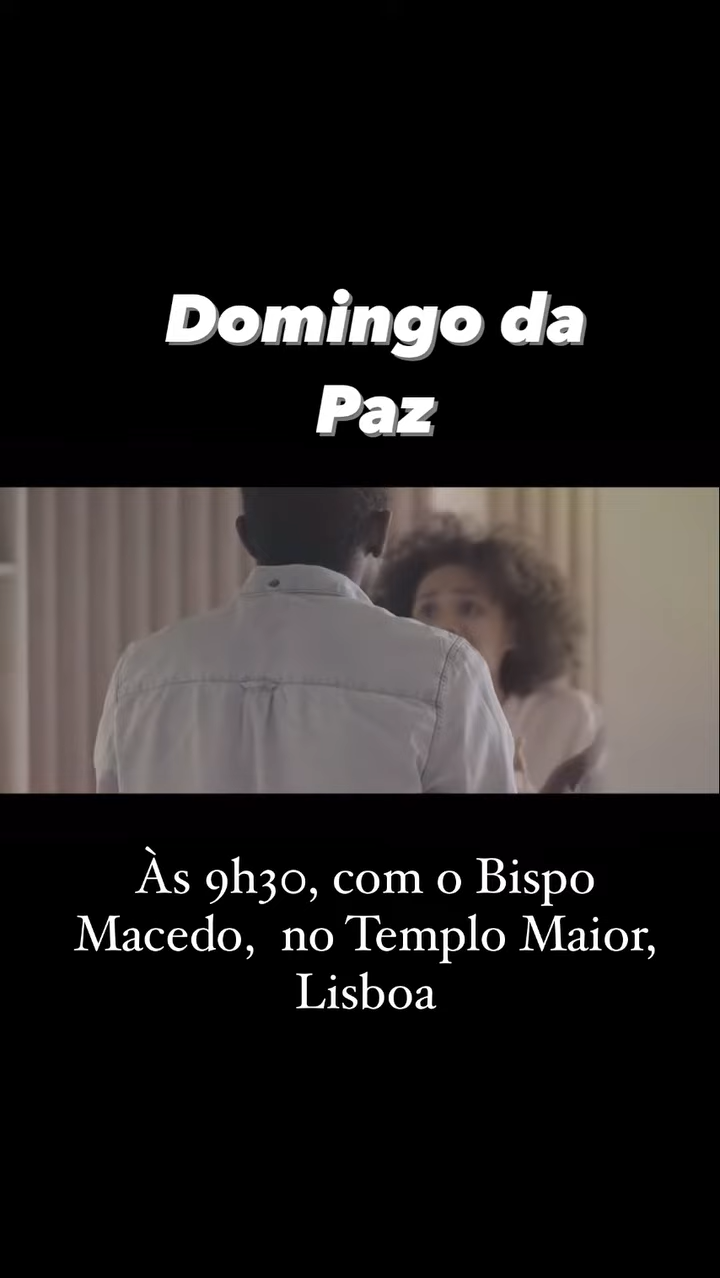 Domingo da
Paz
Às 9h30, com o Bispo
Macedo,  no Templo Maior,
Lisboa